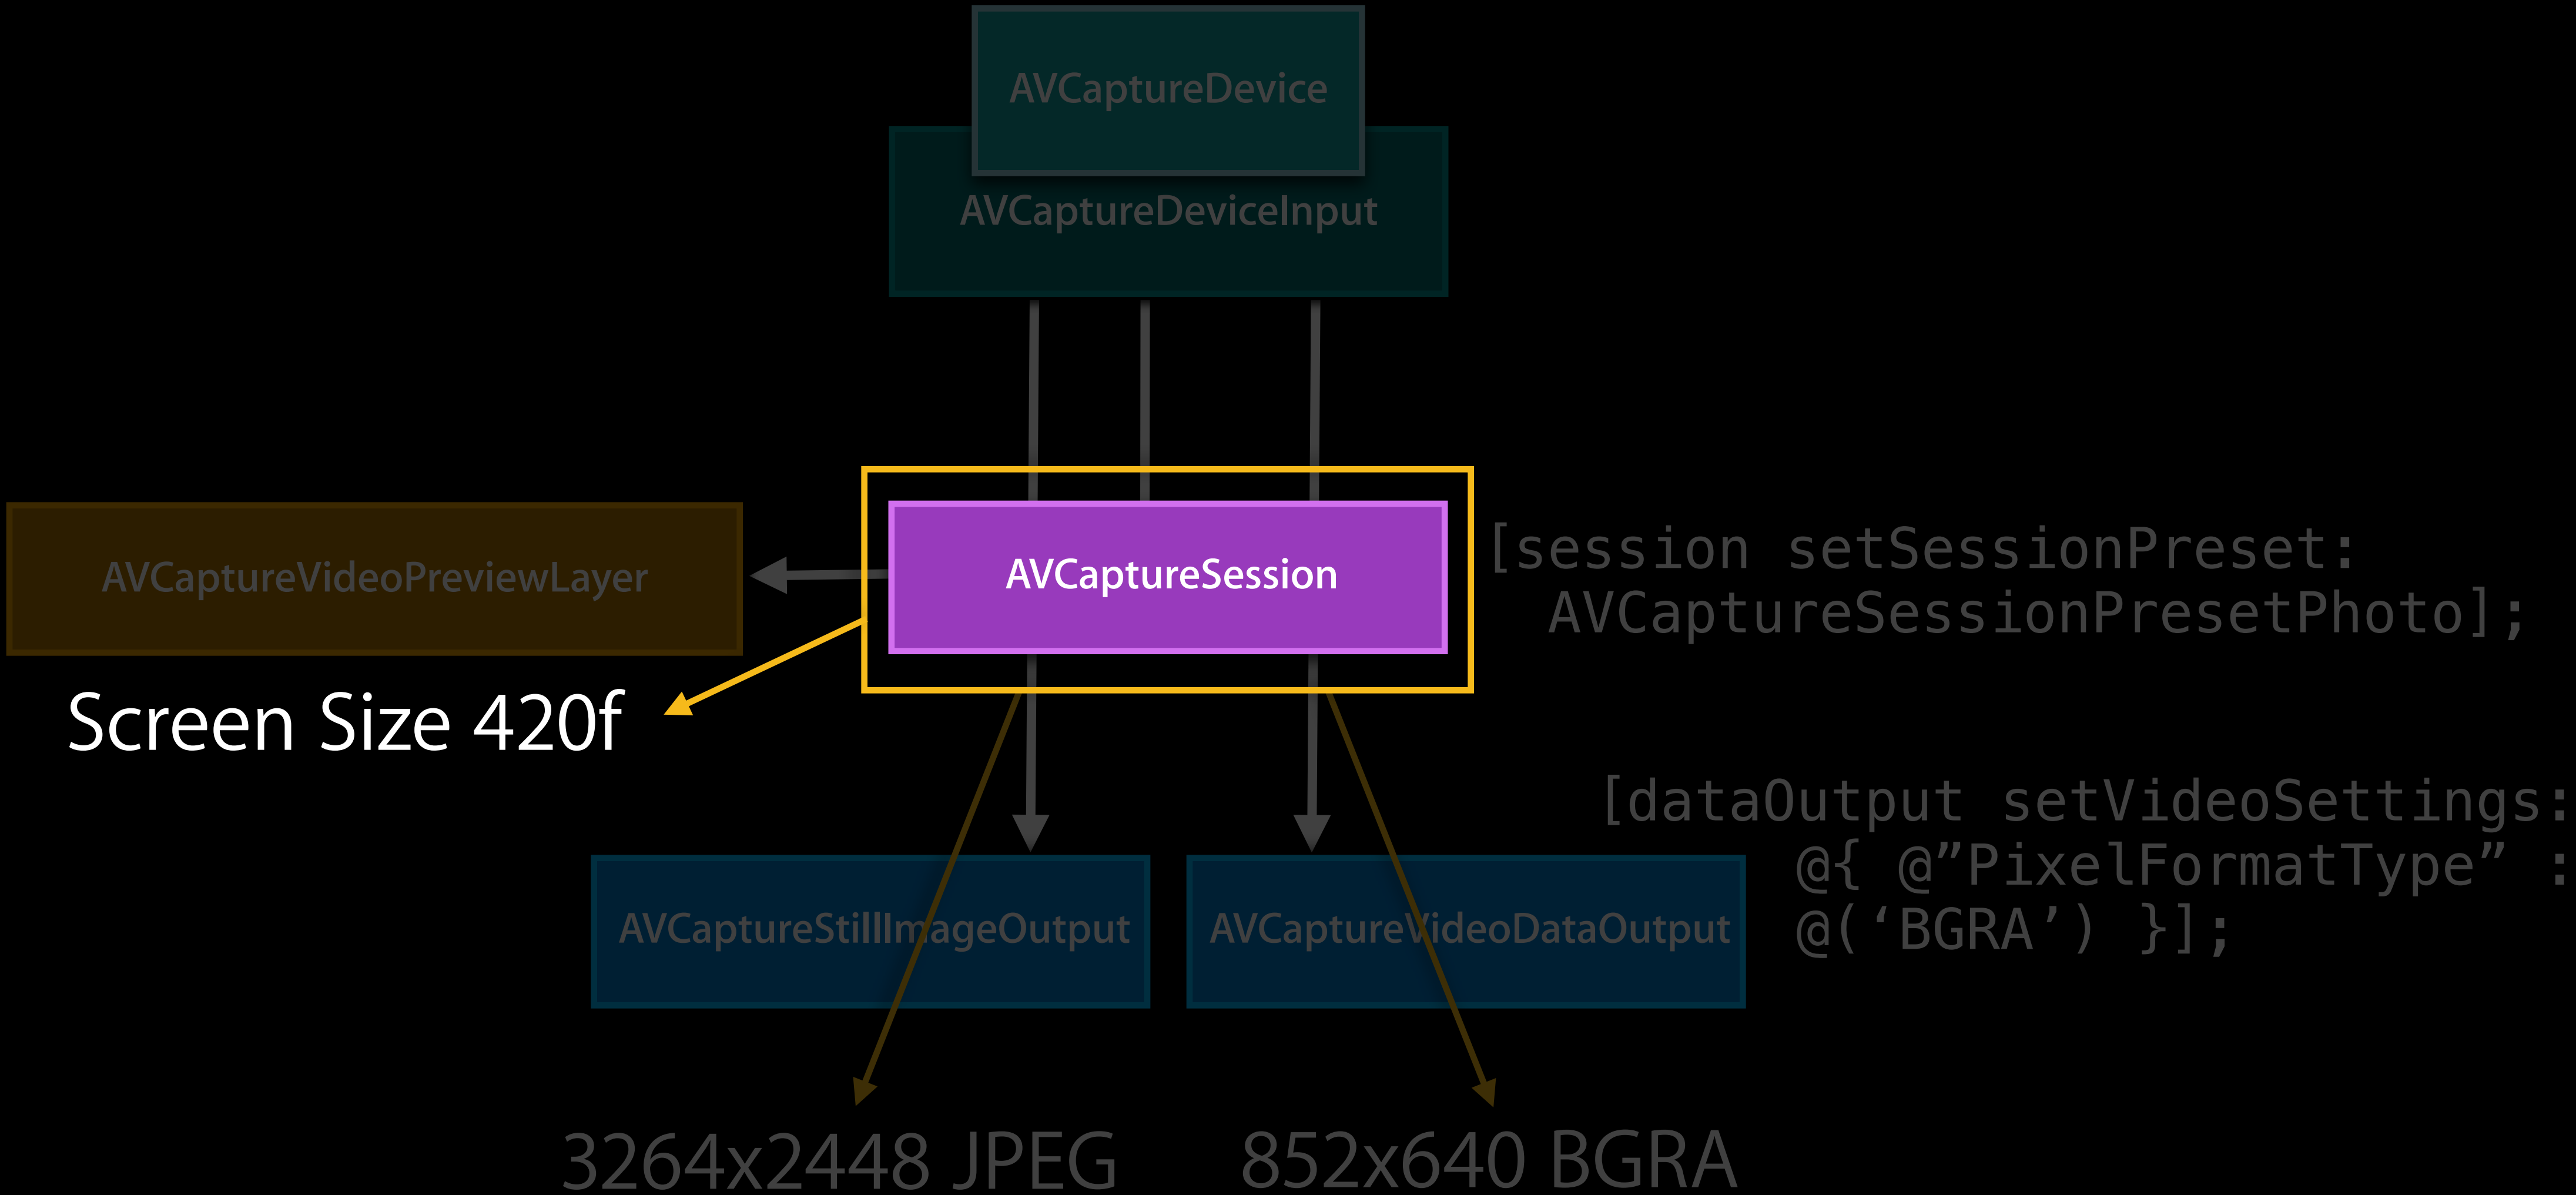 AVCaptureDevice
AVCaptureDeviceInput
AVCaptureVideoPreviewLayer
AVCaptureSession
[session setSessionPreset:
AVCaptureSessionPresetPhoto];
Screen Size 420f
[dataOutput setVideoSettings:
@{ @”PixelFormatType” :
@(‘BGRA’) }];
AVCaptureStillImageOutput
AVCaptureVideoDataOutput
3264x2448 JPEG
852x640 BGRA